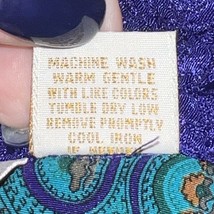 MACHINE WASH
WARM GENTLE
WITH LIKE COLORS
TUMBLE DRY LOW
REMOVE PROMPTLY
COOL IRON